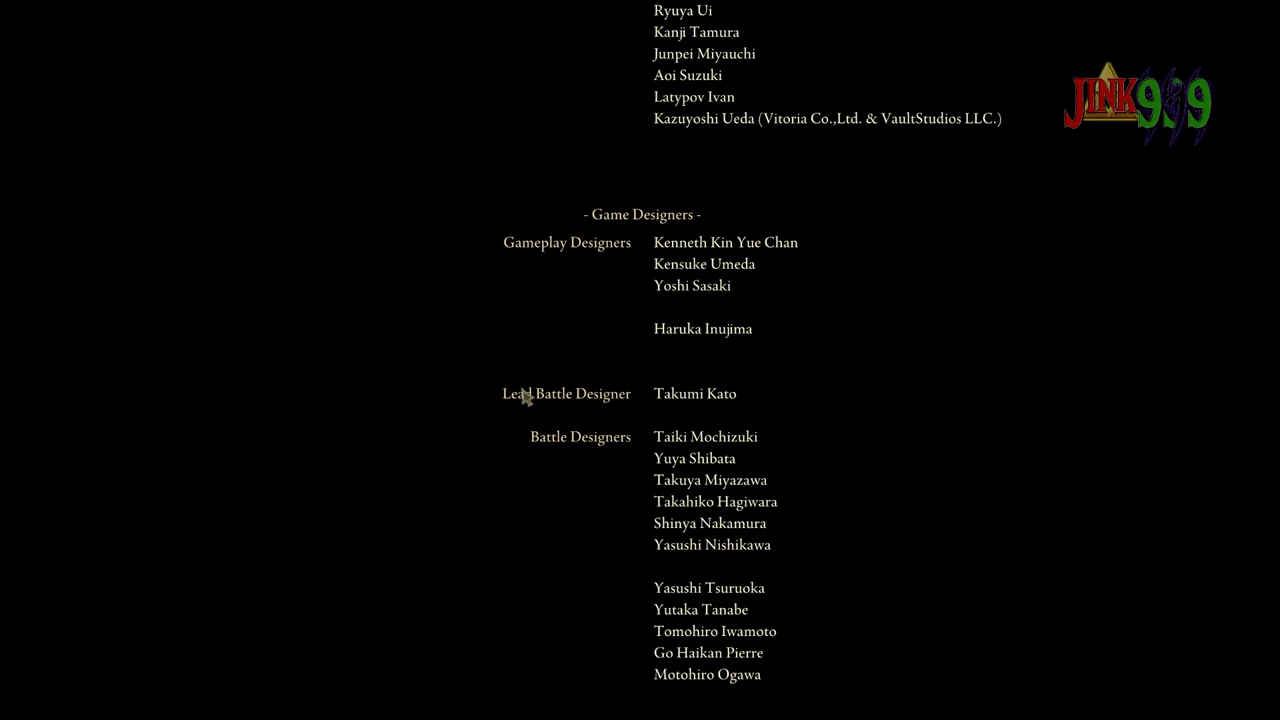 Ryuya Ui
Kanji Tamura
Junpei Miyauchi
Aoi Suzuki
Latypov Ivan
Kazuyoshi Ueda (Vitoria Co.,Ltd. & VaultStudios LLC.)
JINK999
- Game Designers -
Gameplay Designers Kenneth Kin Yue Chan
Kensuke Umeda
Yoshi Sasaki
Haruka Inujima
Lead Battle Designer Takumi Kato
Battle Designers Taiki Mochizuki
Yuya Shibata
Takuya Miyazawa
Takahiko Hagiwara
Shinya Nakamura
Yasushi Nishikawa
Yasushi Tsuruoka
Yutaka Tanabe
Tomohiro Iwamoto
Go Haikan Pierre
Motohiro Ogawa